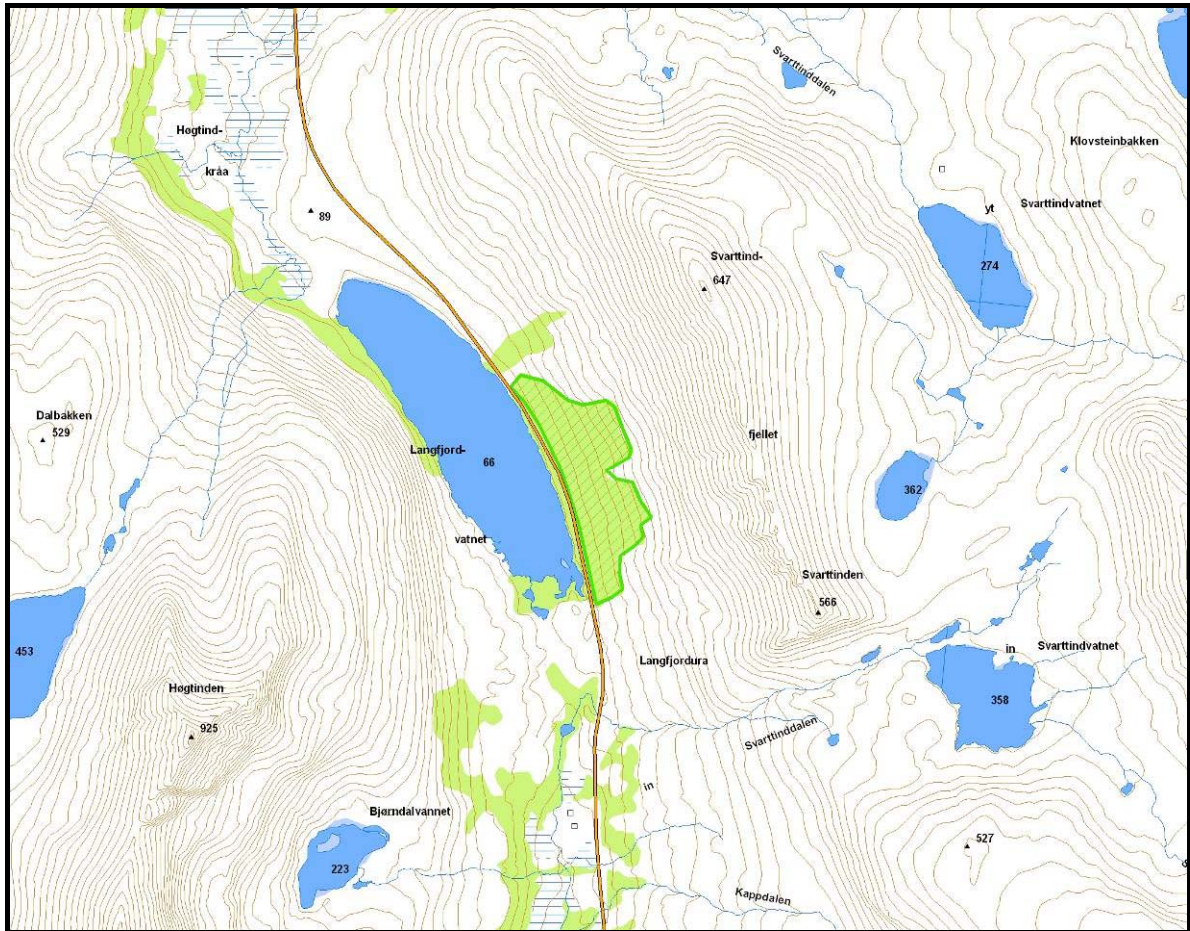 Svarttinddalen
Høgtind-
kråa
Klovsteinbakken
89
yt
Svarttindvatnet
Svarttind-
647
274
Dalbakken
529
fjellet
Langfjord-
66
362
vatnet
Svarttinden
566
in
Svarttindvatnet
453
Langfjordura
Høgtinden
358
925
Svarttinddalen
in
Bjørndalvannet
527
223
Kappdalen